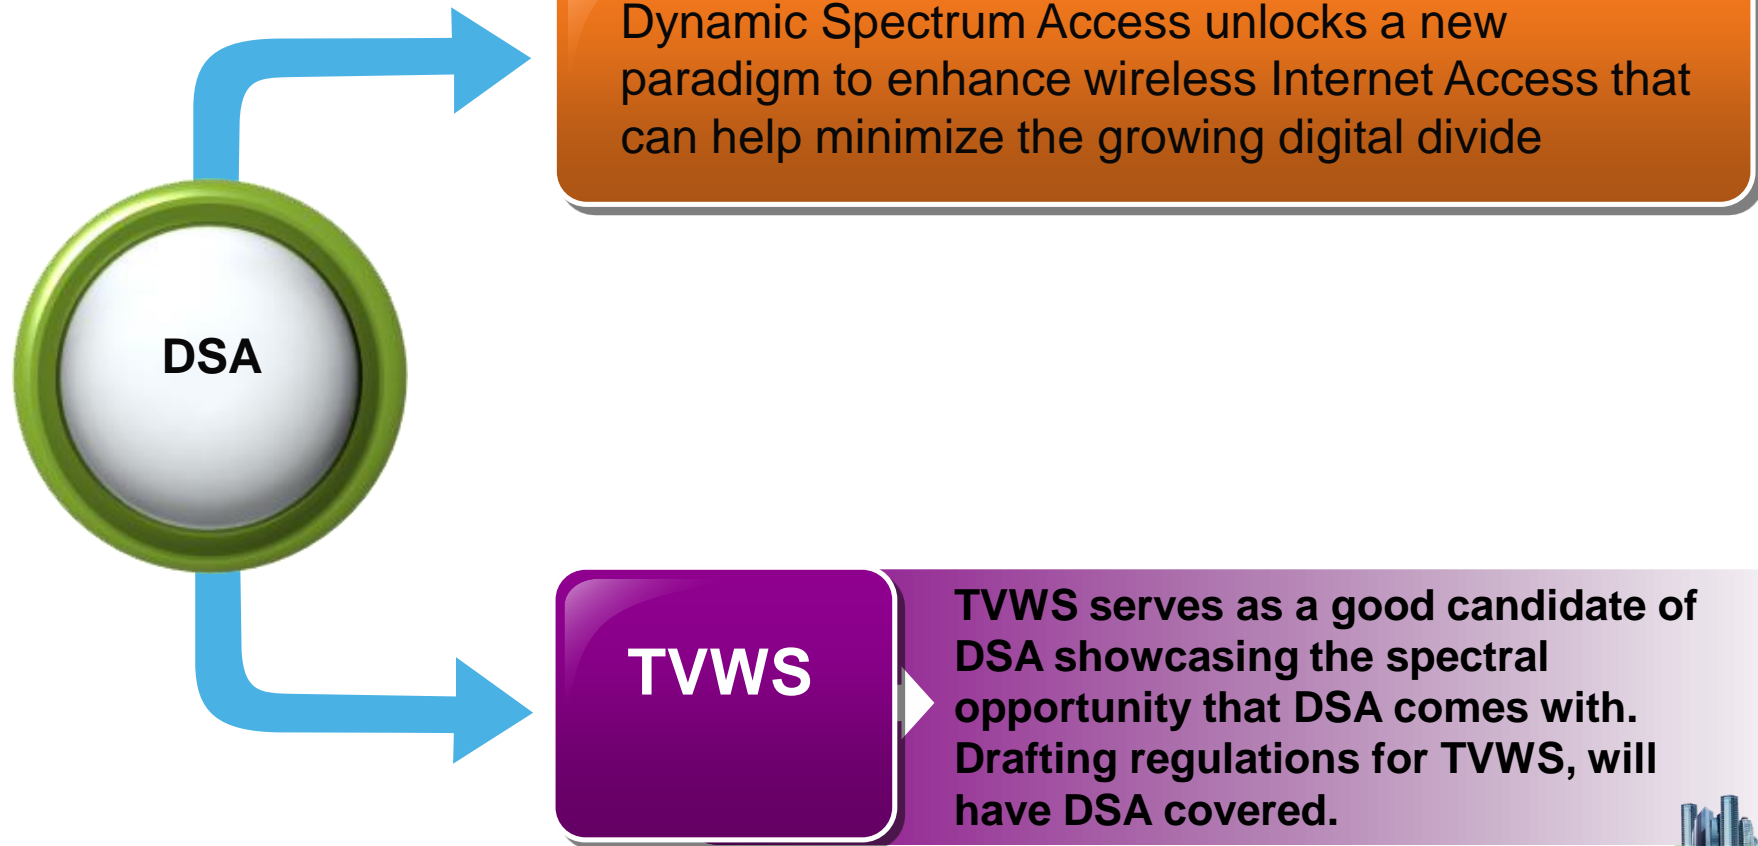 Dynamic Spectrum Access unlocks a new
paradigm to enhance wireless Internet Access that
can help minimize the growing digital divide
DSA
TVWS
TVWS serves as a good candidate of
DSA showcasing the spectral
opportunity that DSA comes with.
Drafting regulations for TVWS, will
have DSA covered.